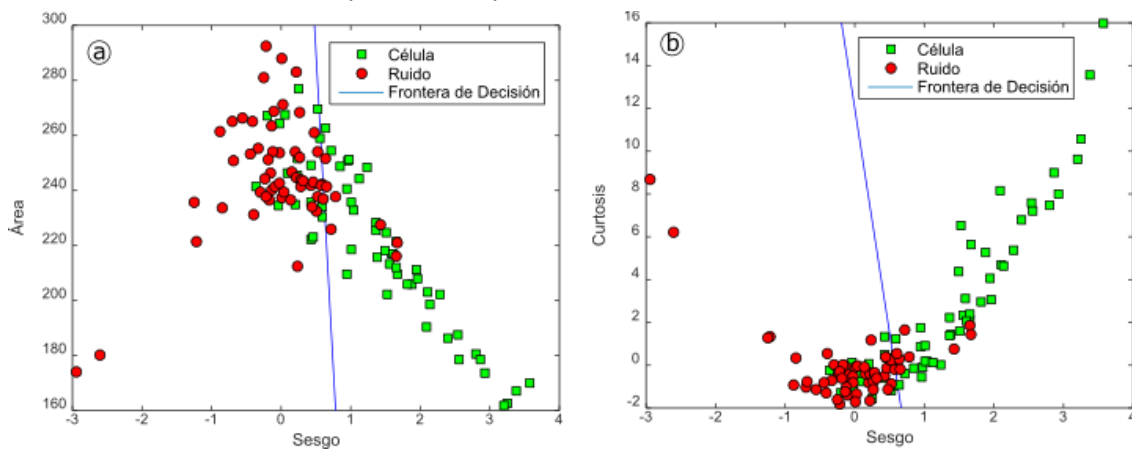 300
280
260
240
220
200
180
160
Área
-3
-2
-1
0
1
2
3
4
Sesgo
a
Célula
Ruido
Frontera de Decisión
16
14
12
10
8
6
4
2
0
-2
Curtosis
-3
-2
-1
0
1
2
3
4
Sesgo
b
Célula
Ruido
Frontera de Decisión